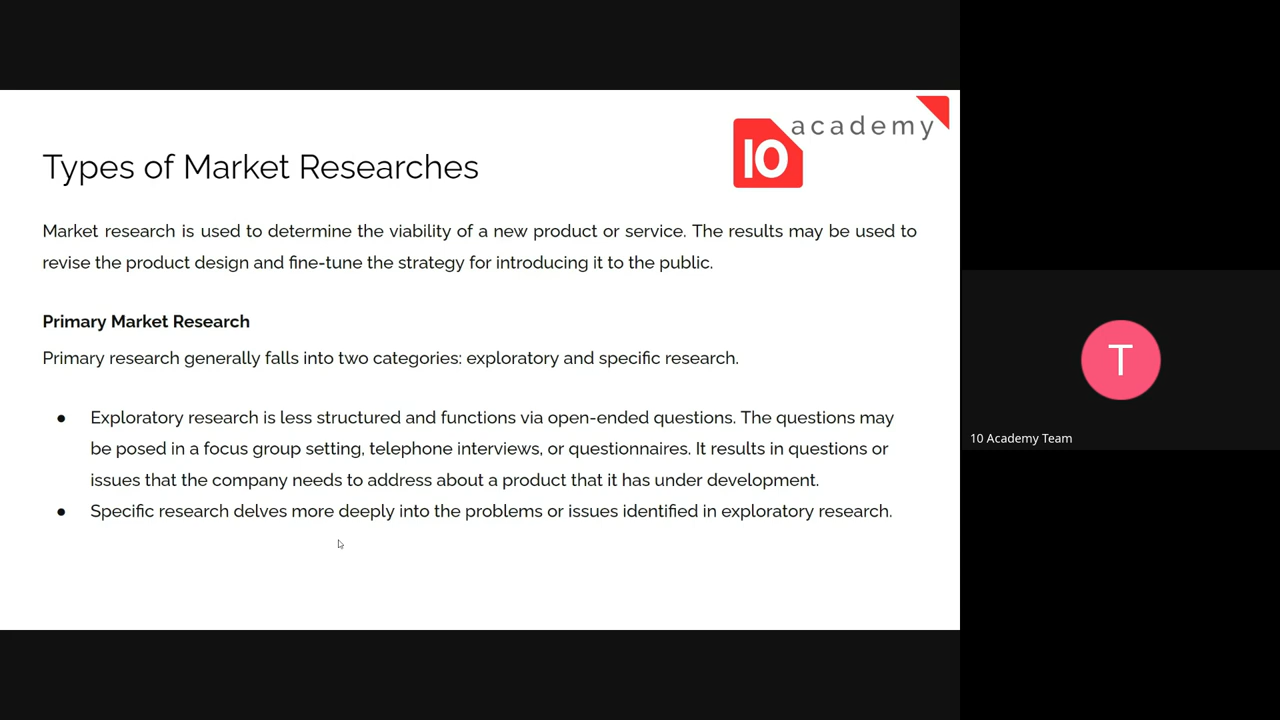 academy
10
Types of Market Researches
Market research is used to determine the viability of a new product or service. The results may be used to
revise the product design and fine-tune the strategy for introducing it to the public.
Primary Market Research
Primary research generally falls into two categories: exploratory and specific research.
● Exploratory research is less structured and functions via open-ended questions. The questions may
be posed in a focus group setting, telephone interviews, or questionnaires. It results in questions or
issues that the company needs to address about a product that it has under development.
● Specific research delves more deeply into the problems or issues identified in exploratory research.
T
10 Academy Team